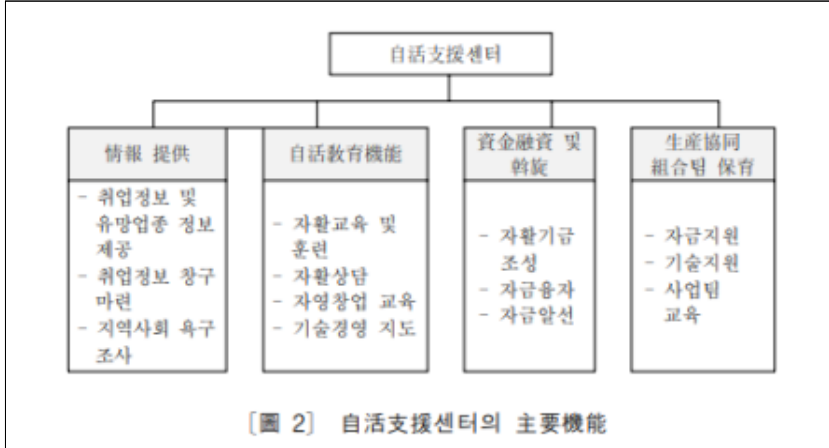 自活支援센터
情報 提供
- 취업정보 및
유망업종 정보
제공
- 취업정보 창구
마련
- 지역사회 욕구
조사
自活敎育機能
- 자활교육 및
훈련
- 자활상담
- 자영창업 교육
- 기술경영 지도
資金融資 및
斡旋
- 자활기금
조성
- 자금융자
- 자금알선
生産協同
組合팀 保育
- 자금지원
- 기술지원
- 사업팀
교육
[圖 2] 自活支援센터의 主要機能